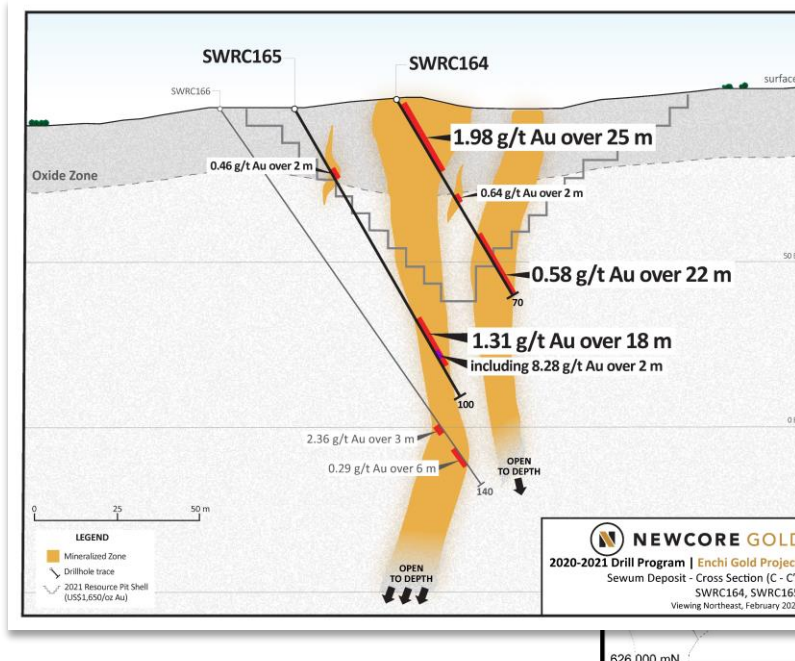 SWRC165
SWRC164
SWRC166
surface
1.98 g/t Au over 25 m
0.46 g/t Au over 2 m
Oxide Zone
0.64 g/t Au over 2 m
50
0.58 g/t Au over 22 m
70
1.31 g/t Au over 18 m
including 8.28 g/t Au over 2 m
100
0
2.36 g/t Au over 3 m
0.29 g/t Au over 6 m
OPEN
TO DEPTH
140
0 25 50 m
LEGEND
Mineralized Zone
Drillhole trace
2021 Resource Pit Shell
(US$1,650/oz Au)
OPEN
TO DEPTH
N NEWCORE GOLD
2020-2021 Drill Program | Enchi Gold Projec
Sewum Deposit - Cross Section (C - C'
SWRC164, SWRC165
Viewing Northeast, February 202
626,000 mN